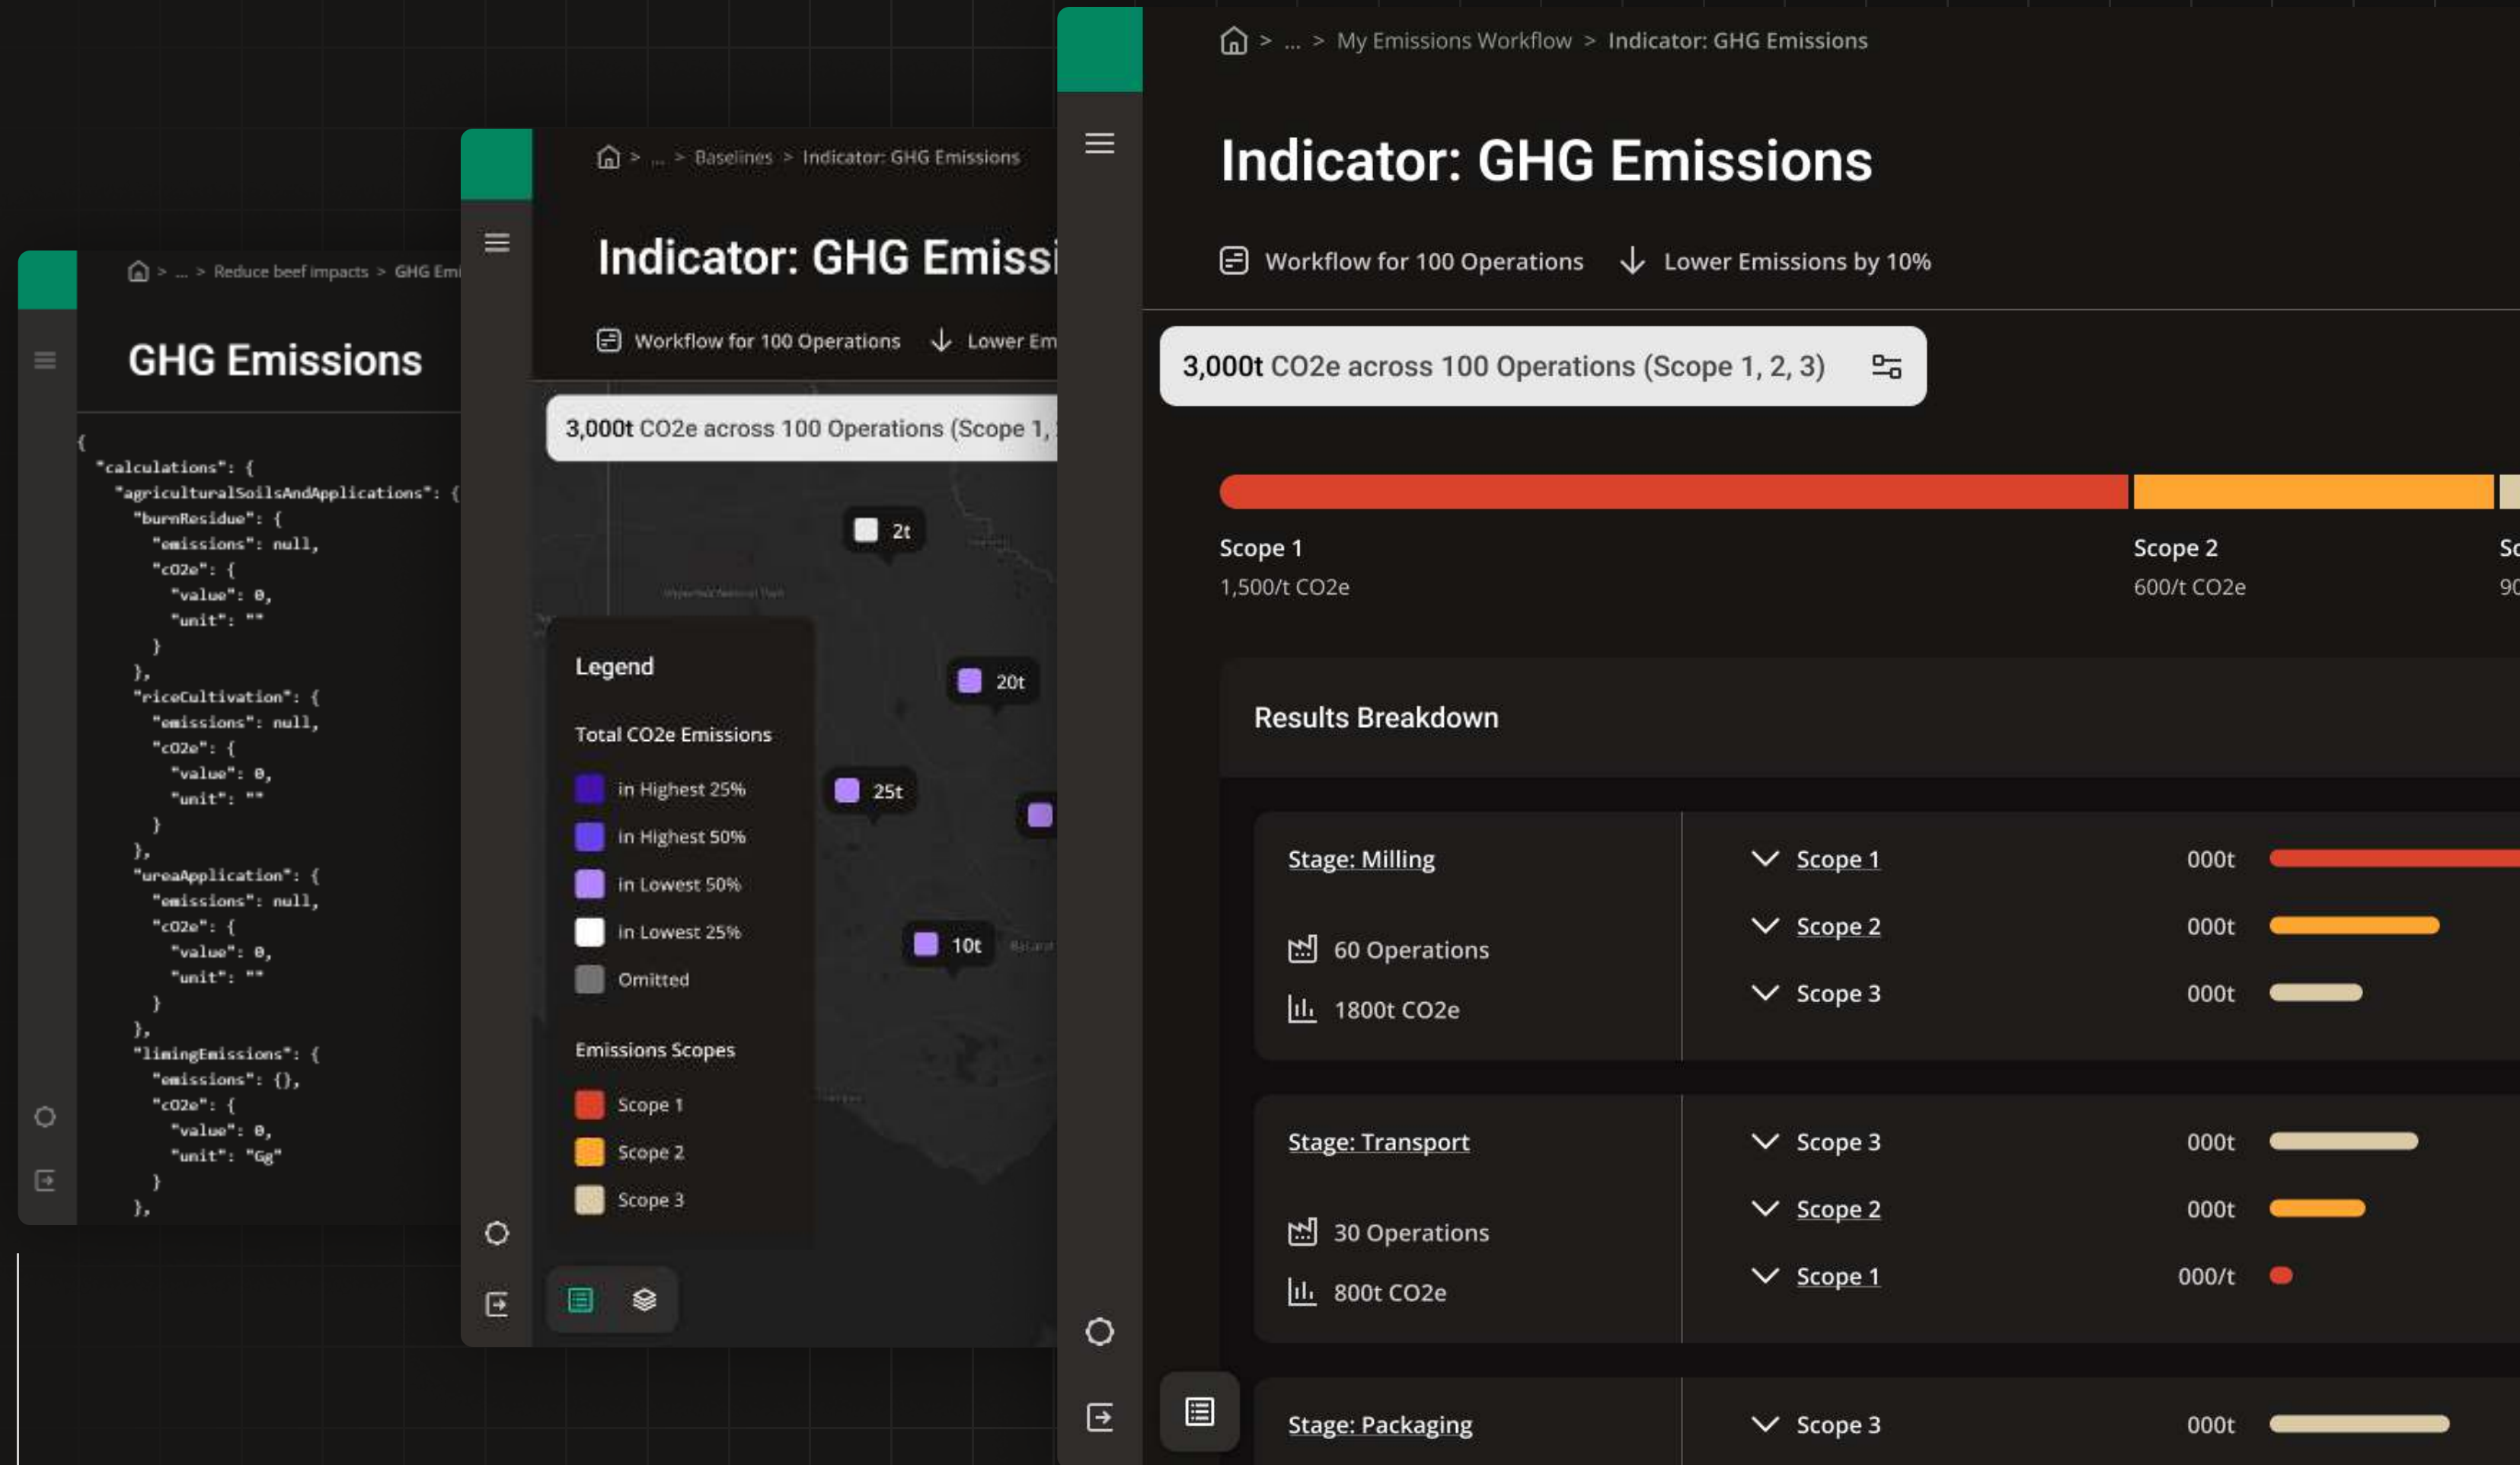 > ... > Reduce beef impacts > GHG Emi
GHG Emissions
{
"calculations": {
"agriculturalSoilsAndApplications": {
"burnResidue": {
"emissions": null,
"cO2e": {
"value": 0,
"unit": ""
}
},
"riceCultivation": {
"emissions": null,
"cO2e": {
"value": 0,
"unit": ""
}
},
"ureaApplication": {
"emissions": null,
"cO2e": {
"value": 0,
"unit": ""
}
},
"limingEmissions": {
"emissions": {},
"cO2e": {
"value": 0,
"unit": "Gg"
}
},
> ... > Baselines > Indicator: GHG Emissions
Indicator: GHG Emissi
Workflow for 100 Operations
Lower Em
3,000t CO2e across 100 Operations (Scope 1,
2t
20t
25t
10t
Legend
Total CO2e Emissions
in Highest 25%
in Highest 50%
in Lowest 50%
in Lowest 25%
Omitted
Emissions Scopes
Scope 1
Scope 2
Scope 3
> ... > My Emissions Workflow > Indicator: GHG Emissions
Indicator: GHG Emissions
Workflow for 100 Operations
Lower Emissions by 10%
3,000t CO2e across 100 Operations (Scope 1, 2, 3)
Scope 1
1,500/t CO2e
Scope 2
600/t CO2e
Sc
90
Results Breakdown
Stage: Milling
60 Operations
1800t CO2e
Scope 1 000t
Scope 2 000t
Scope 3 000t
Stage: Transport
30 Operations
800t CO2e
Scope 3 000t
Scope 2 000t
Scope 1 000/t
Stage: Packaging
Scope 3 000t